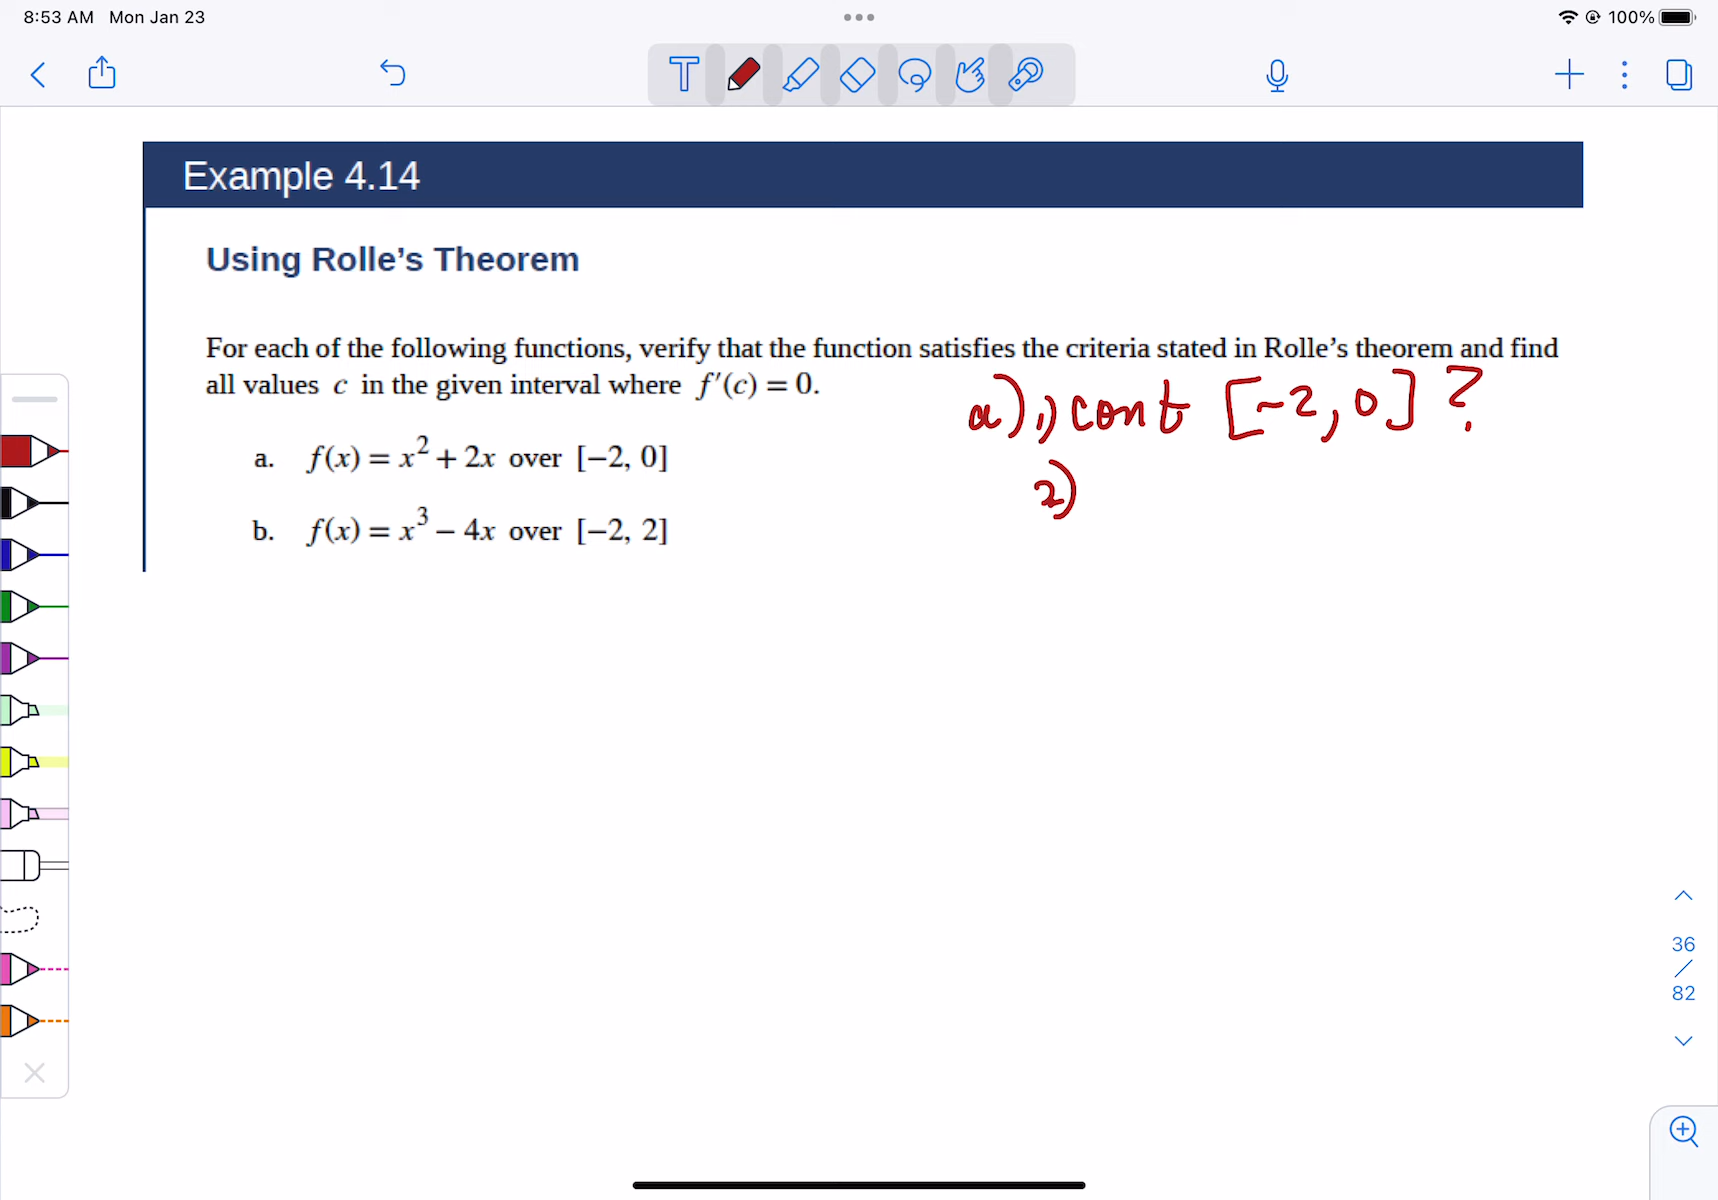 8:53 AM Mon Jan 23
100%
Example 4.14
Using Rolle’s Theorem
For each of the following functions, verify that the function satisfies the criteria stated in Rolle’s theorem and find
all values c in the given interval where f′(c) = 0.
a) 1) cont [-2, 0] ?
a. f(x) = x² + 2x over [−2, 0]
2)
b. f(x) = x³ − 4x over [−2, 2]
36
/
82